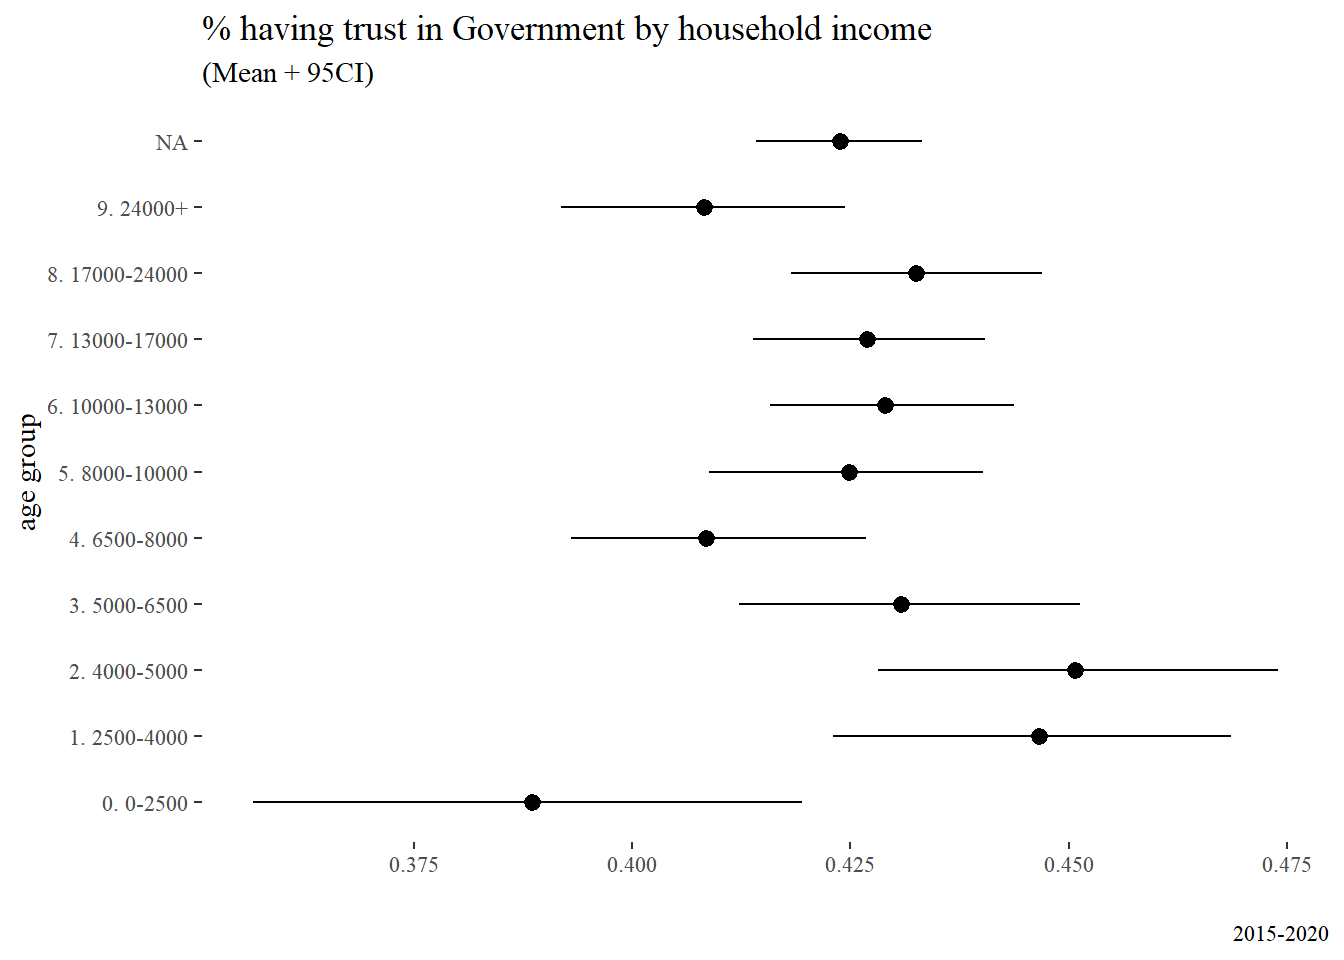 % having trust in Government by household income
(Mean + 95CI)
NA
9. 24000+
8. 17000-24000
7. 13000-17000
6. 10000-13000
5. 8000-10000
4. 6500-8000
3. 5000-6500
2. 4000-5000
1. 2500-4000
0. 0-2500
age group
0.375 0.400 0.425 0.450 0.475
2015-2020